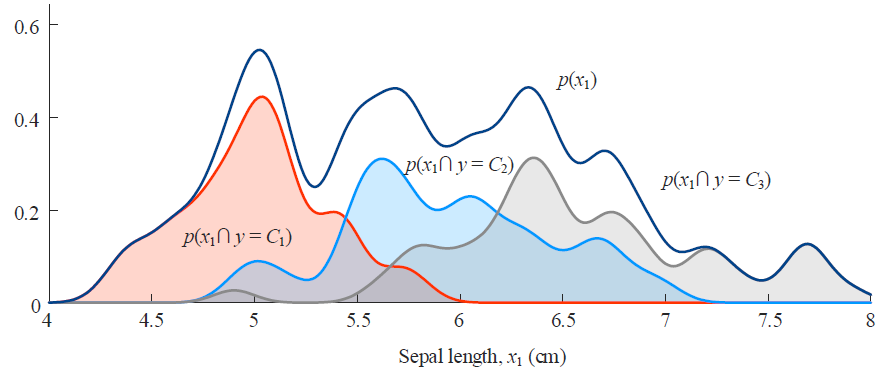 0.6
p(x₁)
0.4
p(x₁⋂ y = C₂)
p(x₁⋂ y = C₃)
0.2
p(x₁⋂ y = C₁)
0
4 4.5 5 5.5 6 6.5 7 7.5 8
Sepal length, x₁ (cm)